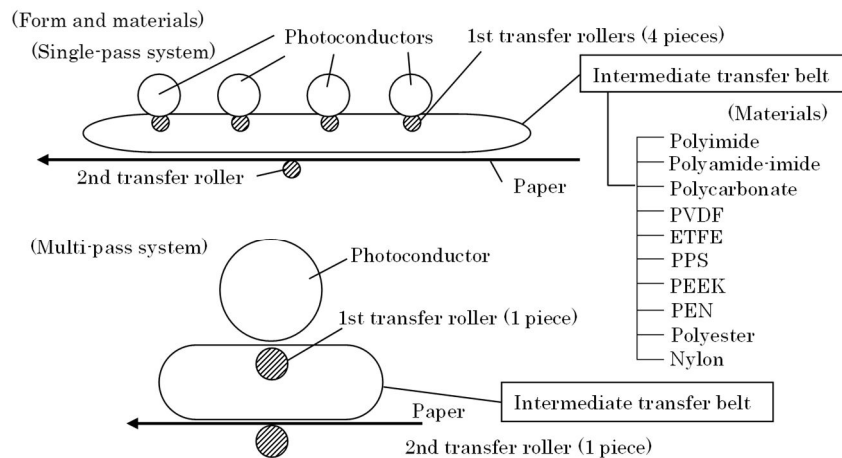 (Form and materials)
(Single-pass system)
Photoconductors
1st transfer rollers (4 pieces)
Intermediate transfer belt
(Materials)
Polyimide
Polyamide-imide
Polycarbonate
PVDF
ETFE
PPS
PEEK
PEN
Polyester
Nylon
2nd transfer roller
Paper
(Multi-pass system)
Photoconductor
1st transfer roller (1 piece)
Intermediate transfer belt
Paper
2nd transfer roller (1 piece)